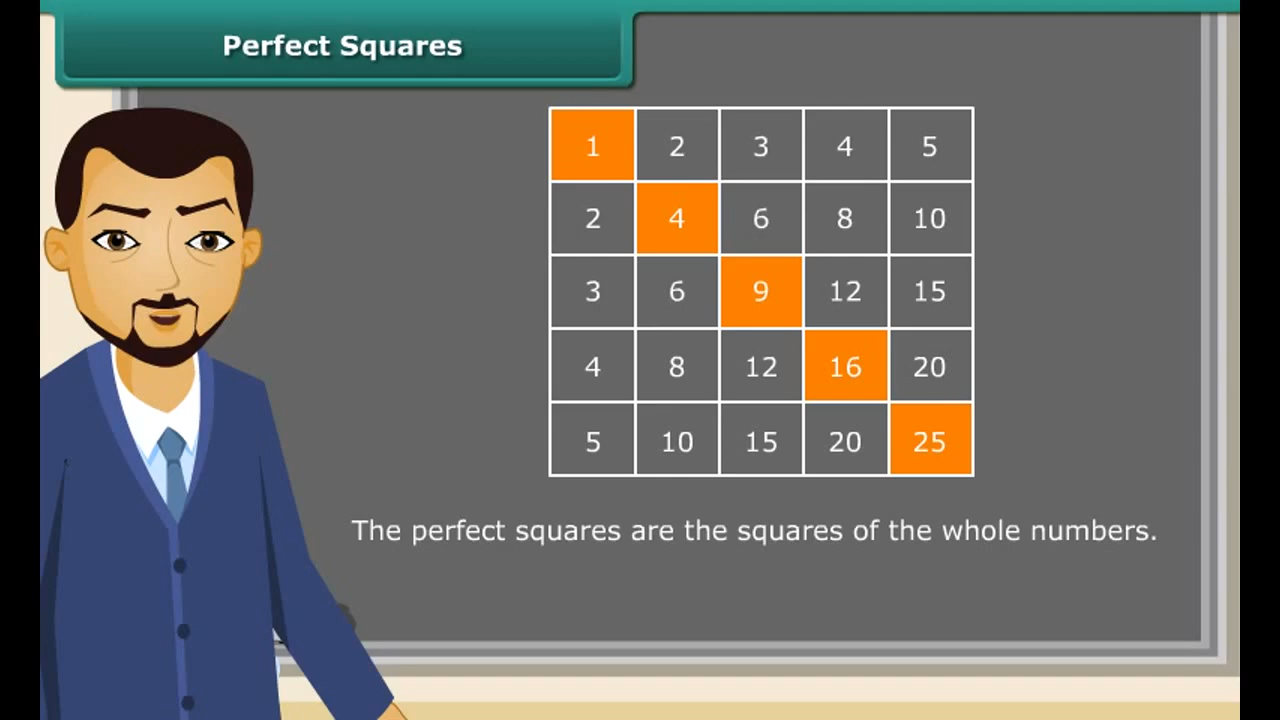 Perfect Squares
1 2 3 4 5
2 4 6 8 10
3 6 9 12 15
4 8 12 16 20
5 10 15 20 25
The perfect squares are the squares of the whole numbers.